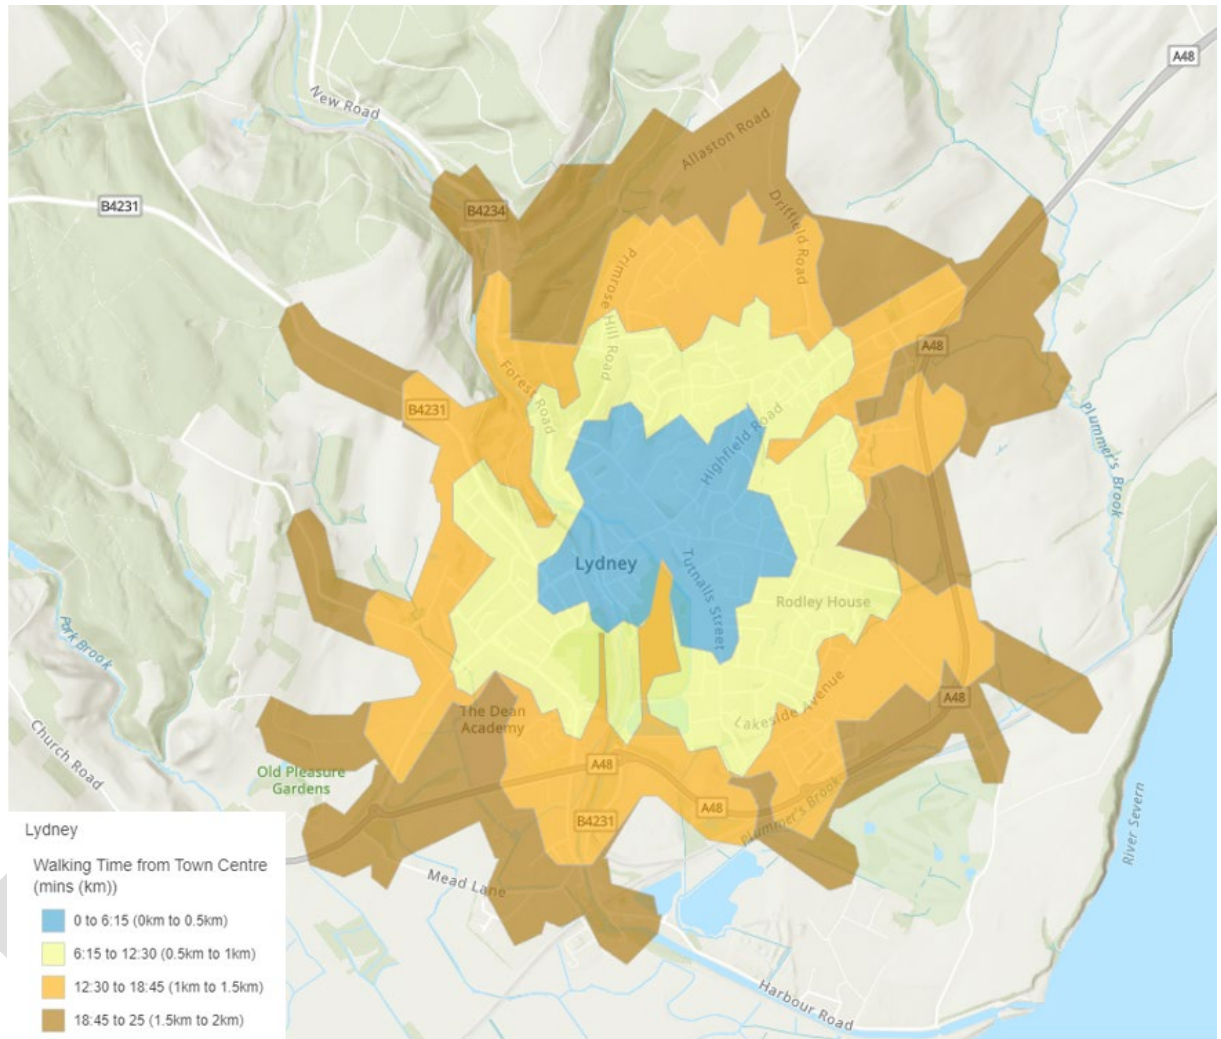 A48
New Road
Allaston Road
B4231
B4234
Driffield Road
Primrose Hill Road
A48
Forest Road
B4231
Plummer's Brook
Highfield Road
Lydney
Tutnalls Street
Rodley House
Park Brook
Lakeside Avenue
A48
The Dean
Academy
Church Road
Old Pleasure
Gardens
A48
A48
B4231
Plummer's Brook
River Severn
Mead Lane
Harbour Road
Lydney
Walking Time from Town Centre
(mins (km))
0 to 6:15 (0km to 0.5km)
6:15 to 12:30 (0.5km to 1km)
12:30 to 18:45 (1km to 1.5km)
18:45 to 25 (1.5km to 2km)